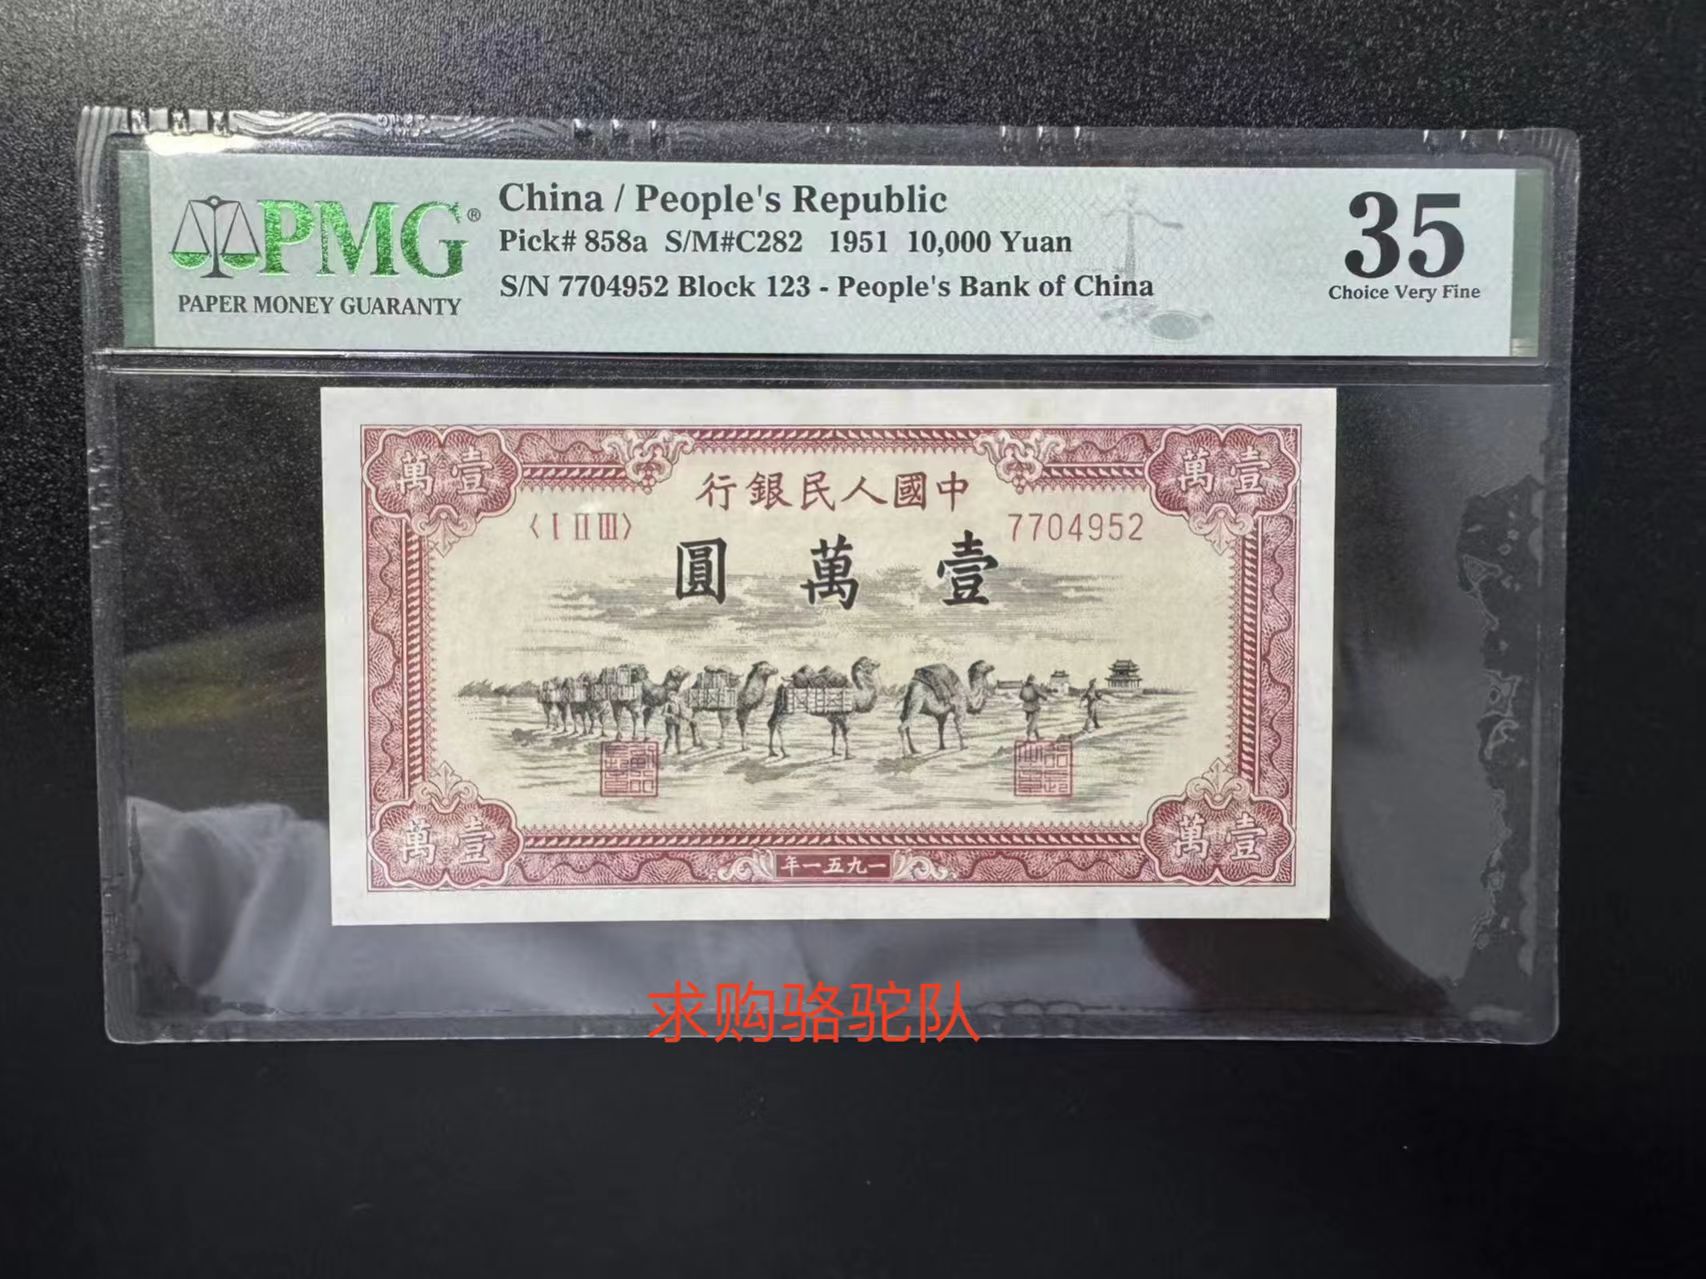 PMG®
PAPER MONEY GUARANTY
China / People's Republic
Pick# 858a S/M#C282 1951 10,000 Yuan
S/N 7704952 Block 123 - People's Bank of China
35
Choice Very Fine
萬壹
萬壹
行銀民人國中
〈I II III〉
7704952
圓萬壹
萬壹
萬壹
年一五九一
求购骆驼队